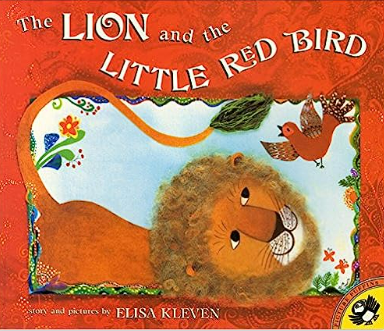 The LION and the
LITTLE RED BIRD
story and pictures by ELISA KLEVEN